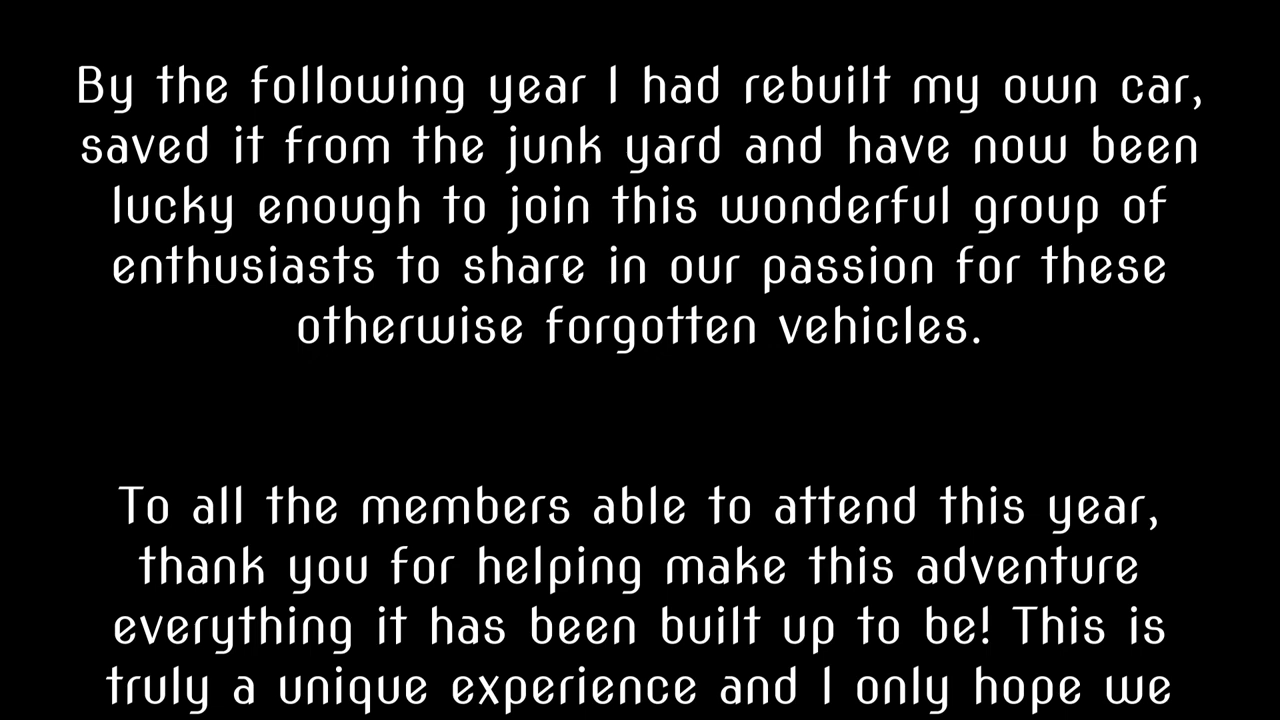 By the following year I had rebuilt my own car,
saved it from the junk yard and have now been
lucky enough to join this wonderful group of
enthusiasts to share in our passion for these
otherwise forgotten vehicles.
To all the members able to attend this year,
thank you for helping make this adventure
everything it has been built up to be! This is
truly a unique experience and I only hope we